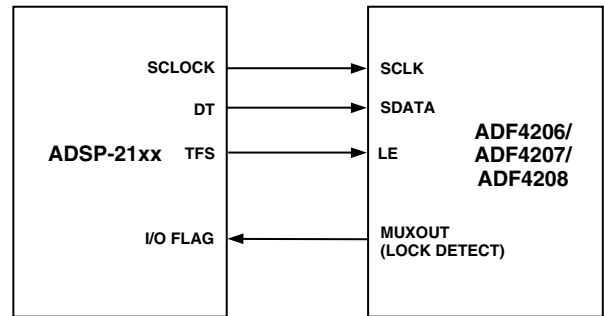 SCLOCK
SCLK
DT
SDATA
ADSP-21xx
TFS
LE
ADF4206/
ADF4207/
ADF4208
I/O FLAG
MUXOUT
(LOCK DETECT)